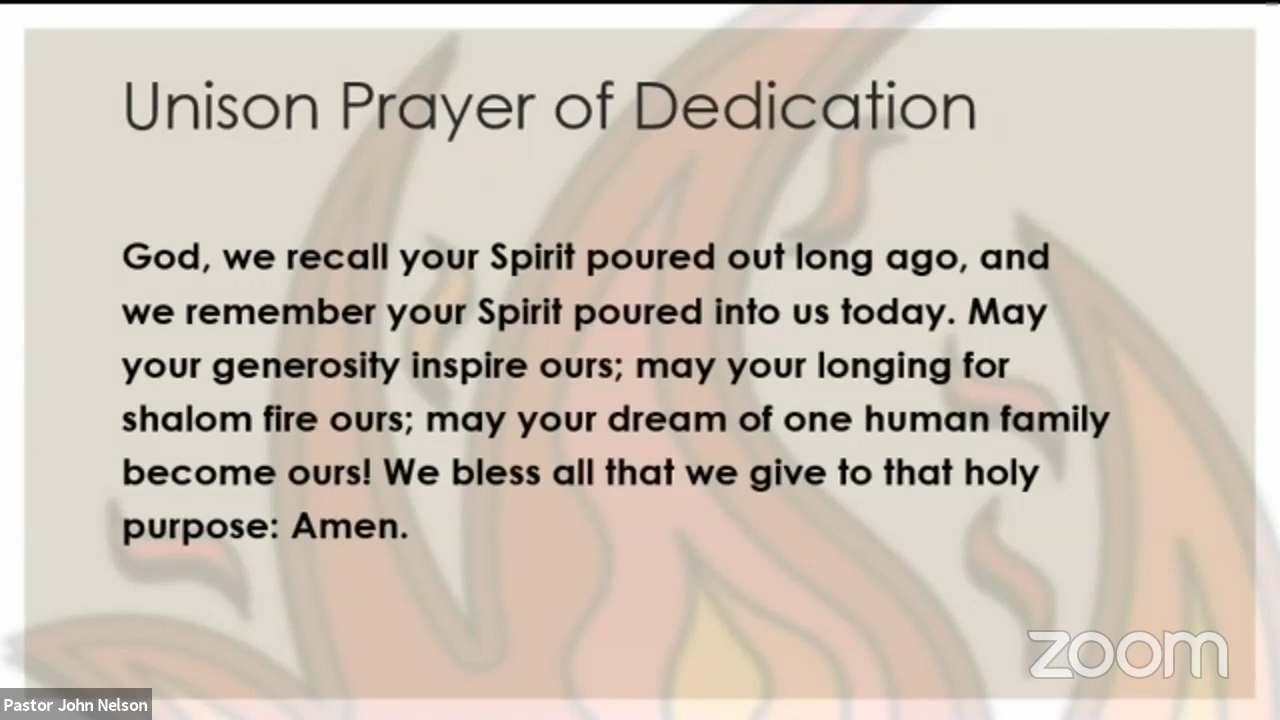 Unison Prayer of Dedication
God, we recall your Spirit poured out long ago, and
we remember your Spirit poured into us today. May
your generosity inspire ours; may your longing for
shalom fire ours; may your dream of one human family
become ours! We bless all that we give to that holy
purpose: Amen.
zoom
Pastor John Nelson